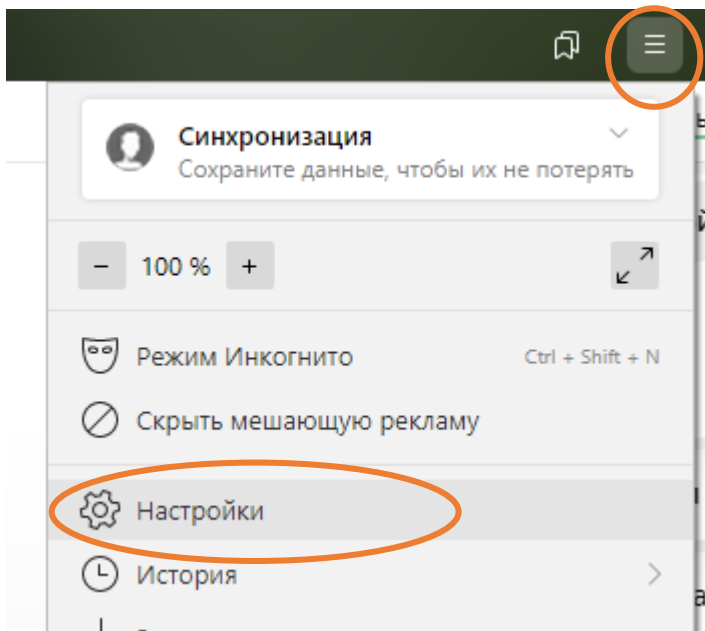 Синхронизация
Сохраните данные, чтобы их не потерять
− 100 % +
Режим Инкогнито Ctrl + Shift + N
Скрыть мешающую рекламу
Настройки
История